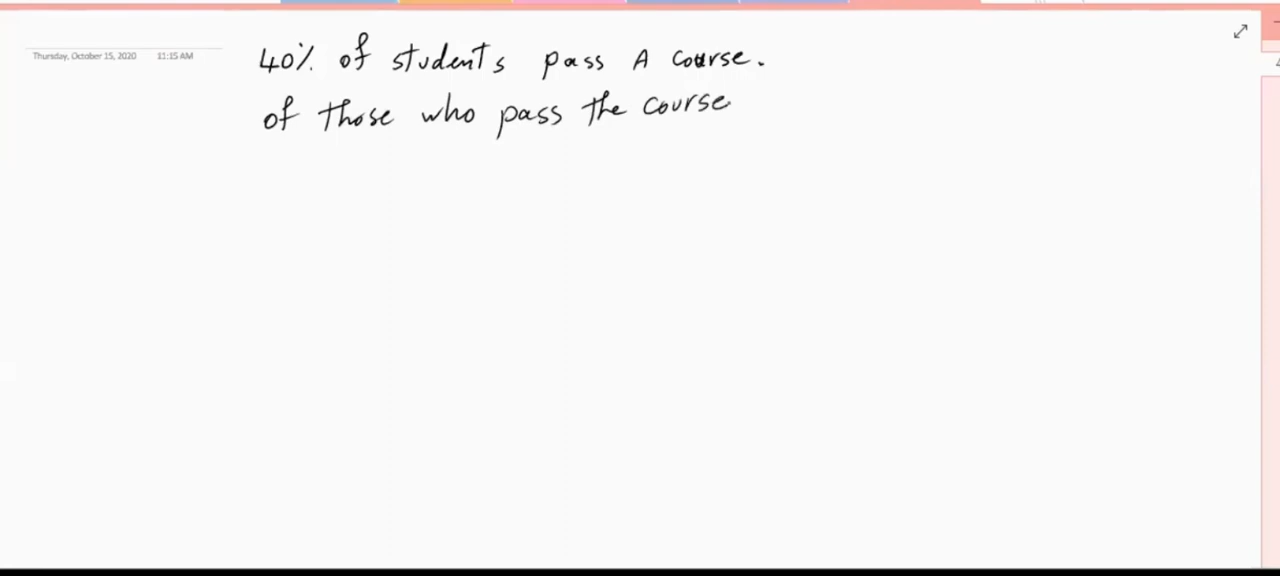 Thursday, October 15, 2020 11:15 AM
40% of students pass A course.
of those who pass the course